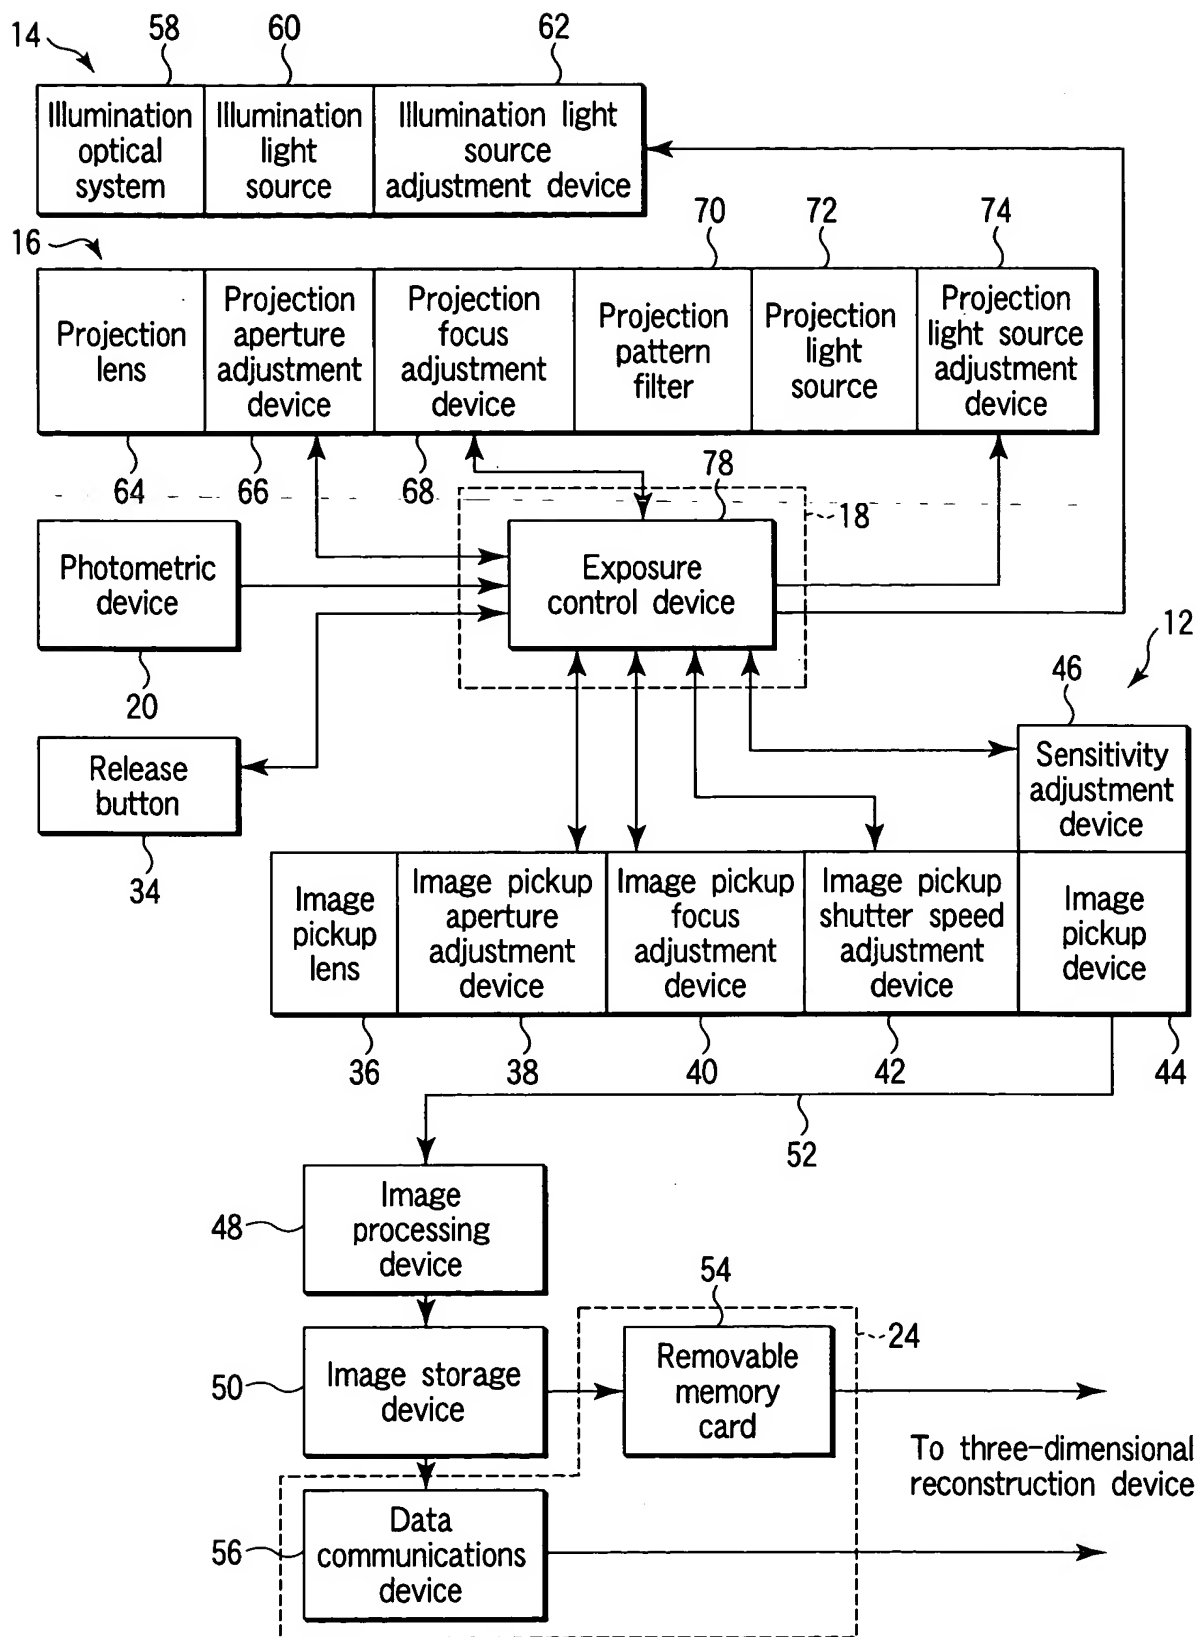 14
58
60
62
Illumination
optical
system
Illumination
light
source
Illumination light
source
adjustment device
16
70
72
74
Projection
lens
Projection
aperture
adjustment
device
Projection
focus
adjustment
device
Projection
pattern
filter
Projection
light
source
Projection
light source
adjustment
device
64
66
68
78
18
Photometric
device
20
Exposure
control device
12
46
Release
button
34
Sensitivity
adjustment
device
Image
pickup
lens
Image pickup
aperture
adjustment
device
Image pickup
focus
adjustment
device
Image pickup
shutter speed
adjustment
device
Image
pickup
device
36
38
40
42
44
52
48
Image
processing
device
54
24
50
Image storage
device
Removable
memory
card
To three-dimensional
reconstruction device
56
Data
communications
device